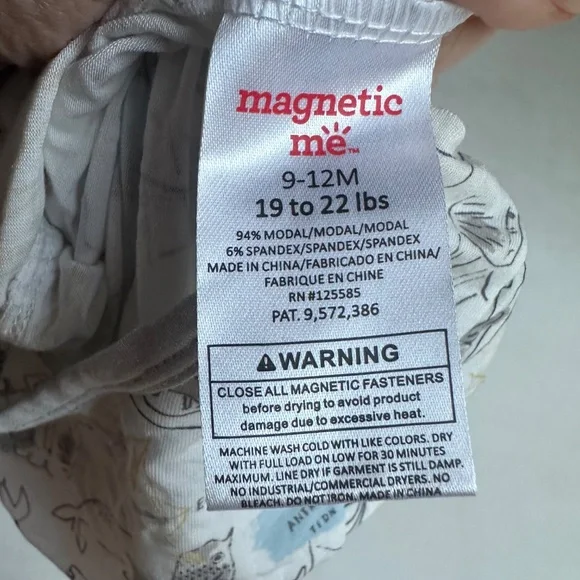 magnetic
me™
9-12M
19 to 22 lbs
94% MODAL/MODAL/MODAL
6% SPANDEX/SPANDEX/SPANDEX
MADE IN CHINA/FABRICADO EN CHINA/
FABRIQUE EN CHINE
RN #125585
PAT. 9,572,386
WARNING
CLOSE ALL MAGNETIC FASTENERS
before drying to avoid product
damage due to excessive heat.
MACHINE WASH COLD WITH LIKE COLORS. DRY
WITH FULL LOAD ON LOW FOR 30 MINUTES
MAXIMUM. LINE DRY IF GARMENT IS STILL DAMP.
NO INDUSTRIAL/COMMERCIAL DRYERS. NO
BLEACH. DO NOT IRON. MADE IN CHINA